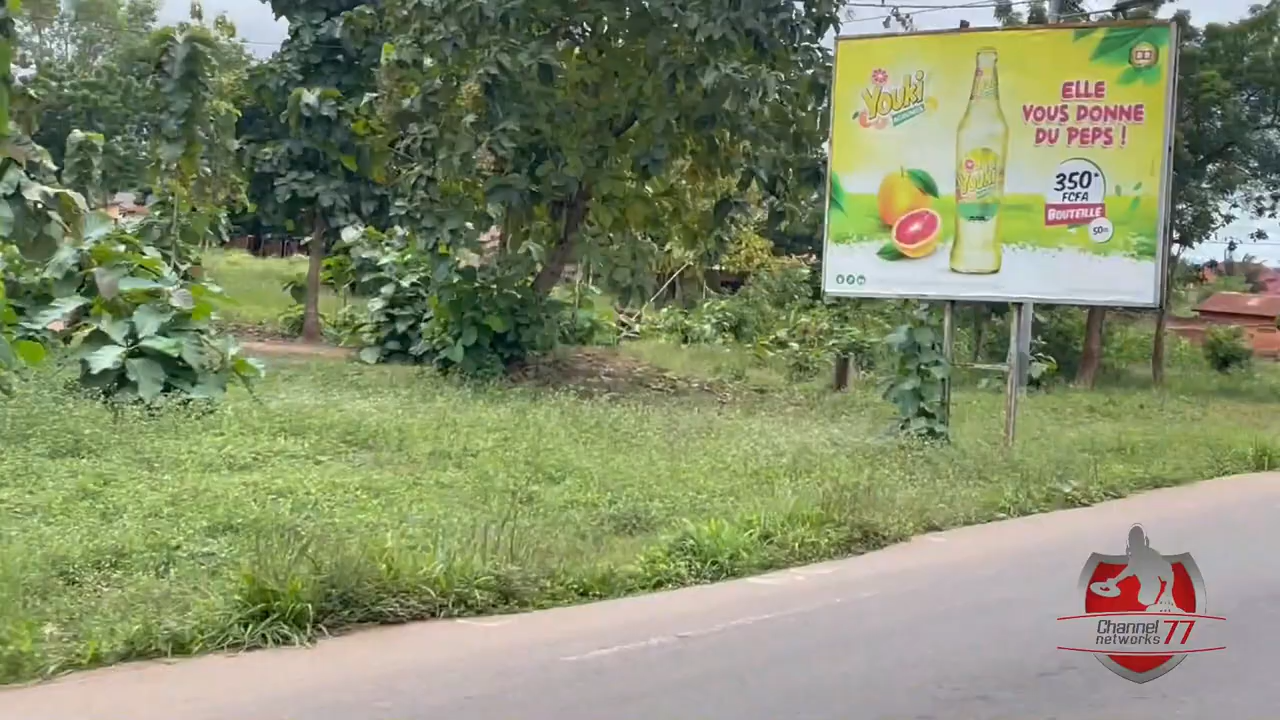 Youki
ELLE
VOUS DONNE
DU PEPS !
Youki
350*
FCFA
BOUTEILLE
Channel 77
networks